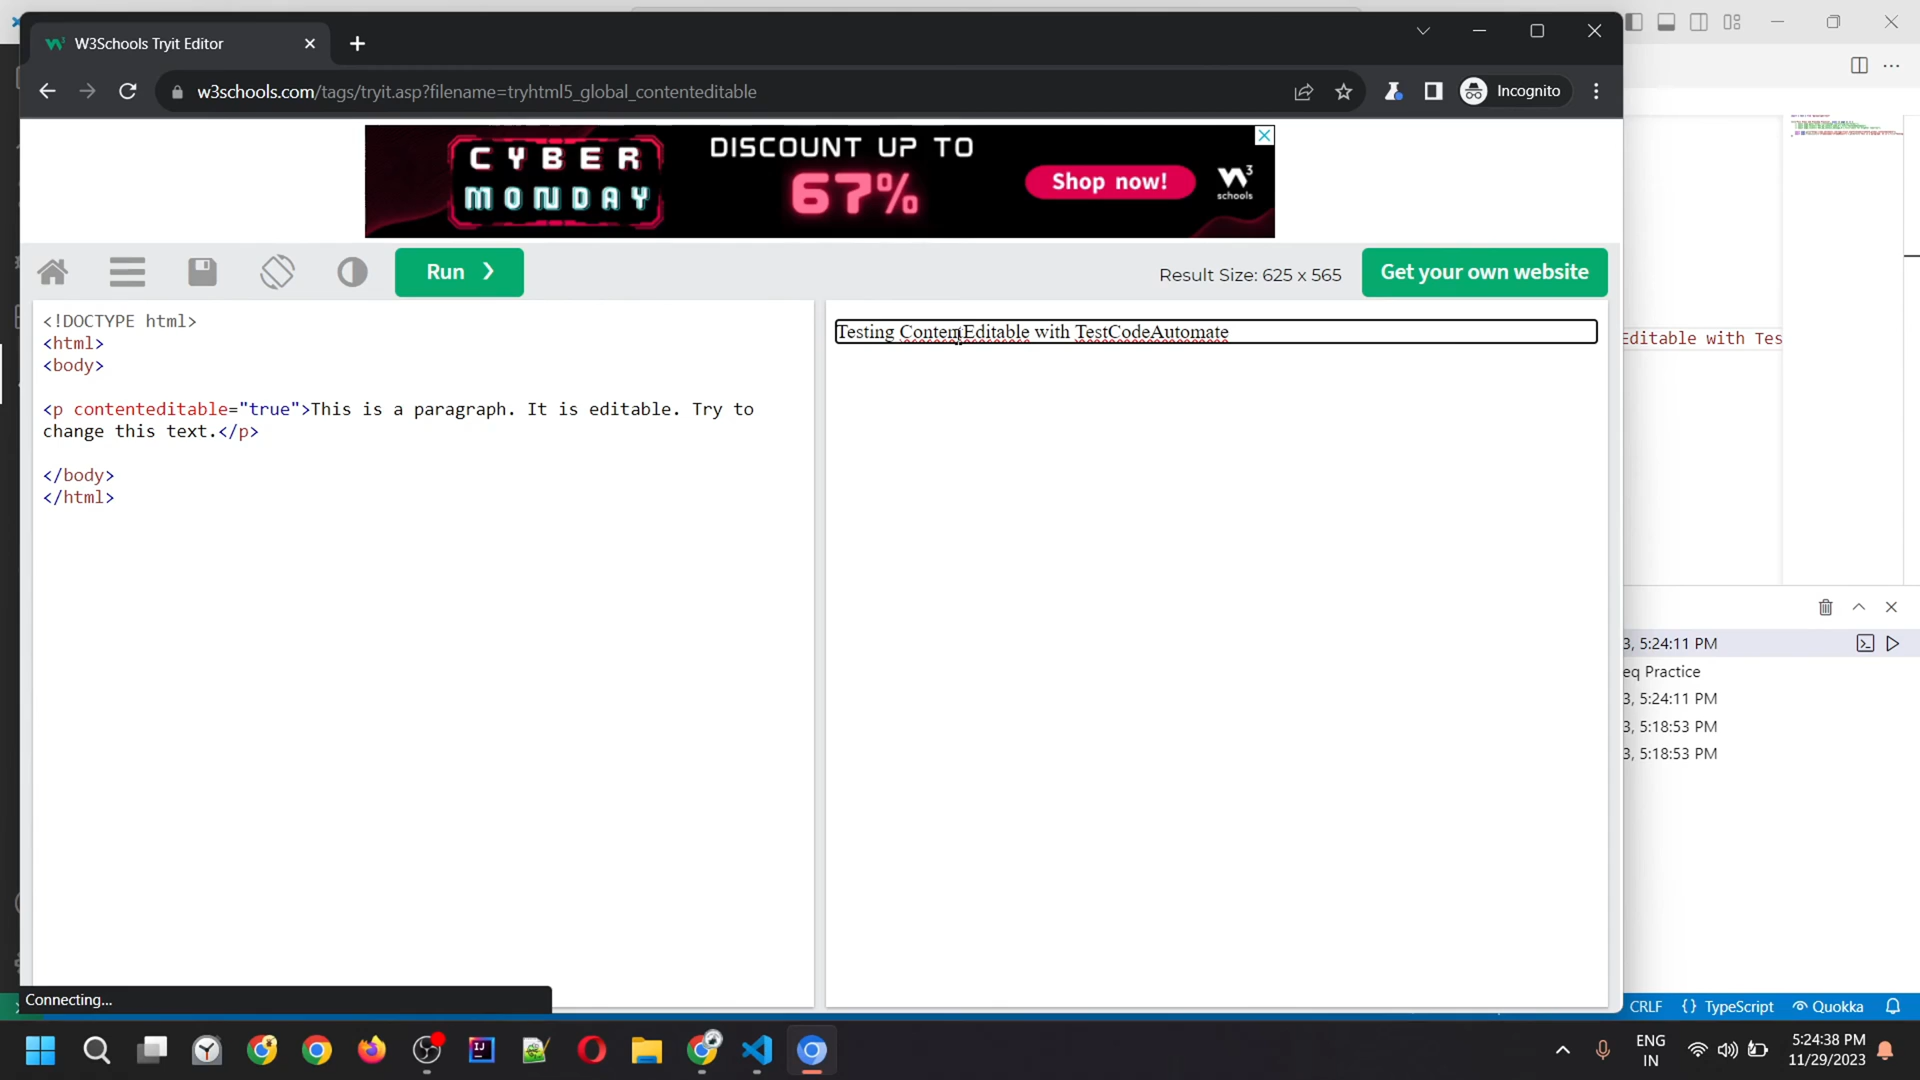 W3Schools Tryit Editor
w3schools.com/tags/tryit.asp?filename=tryhtml5_global_contenteditable
Incognito
CYBER
MONDAY
DISCOUNT UP TO
67%
Shop now!
W3
schools
Run ❯
Result Size: 625 x 565
Get your own website
<!DOCTYPE html>
<html>
<body>
<p contenteditable="true">This is a paragraph. It is editable. Try to
change this text.</p>
</body>
</html>
Testing ContentEditable with TestCodeAutomate
Editable with Tes
3, 5:24:11 PM
eq Practice
3, 5:24:11 PM
3, 5:18:53 PM
3, 5:18:53 PM
Connecting...
CRLF {} TypeScript Quokka
ENG
IN
5:24:38 PM
11/29/2023